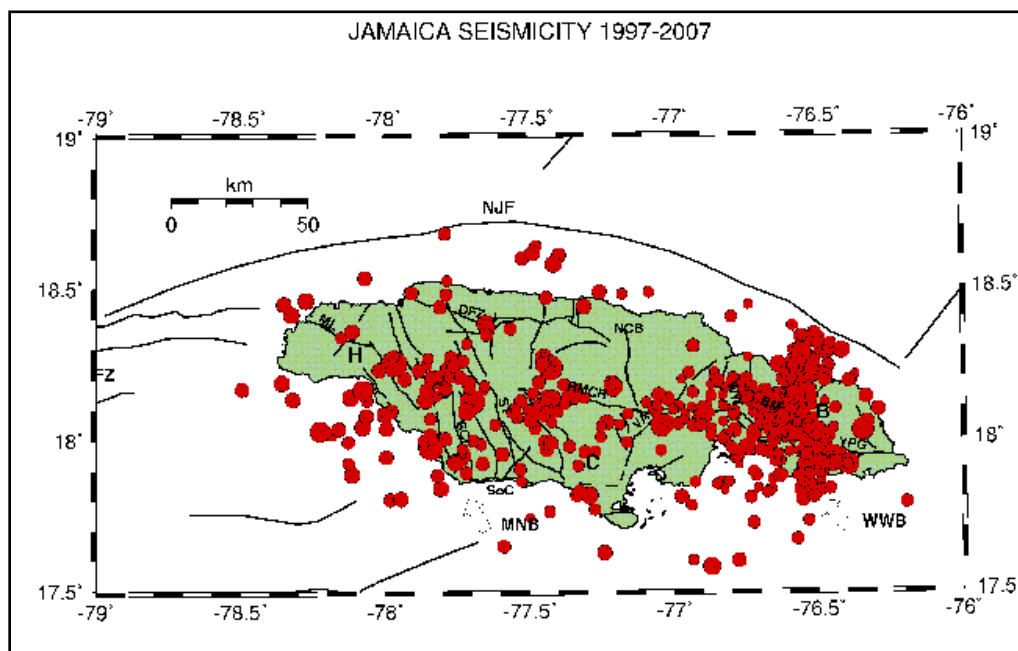 JAMAICA SEISMICITY 1997-2007
-79° -78.5° -78° -77.5° -77° -76.5° -76°
19° 19°
km
0 50
NJF
18.5° 18.5°
DFZ
ML
NCB
H
FZ
RMCR
B
18° 18°
YPG
C
SoC
MNB WWB
17.5° 17.5°
-79° -78.5° -78° -77.5° -77° -76.5° -76°